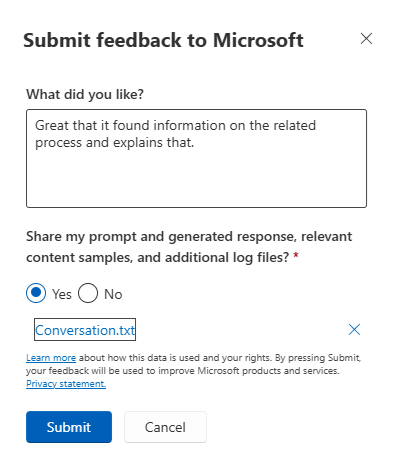 Submit feedback to Microsoft
What did you like?
Great that it found information on the related
process and explains that.
Share my prompt and generated response, relevant
content samples, and additional log files? *
Yes No
Conversation.txt
Learn more about how this data is used and your rights. By pressing Submit,
your feedback will be used to improve Microsoft products and services.
Privacy statement.
Submit Cancel